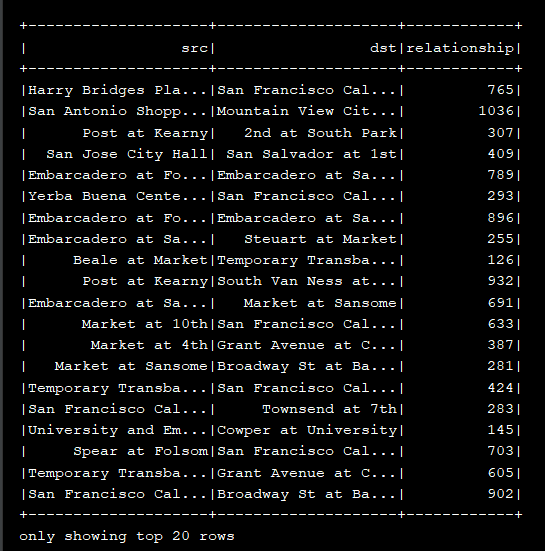 +--------------------+--------------------+------------+
|                 src|                 dst|relationship|
+--------------------+--------------------+------------+
|Harry Bridges Pla...|San Francisco Cal...|         765|
|San Antonio Shopp...|Mountain View Cit...|        1036|
|      Post at Kearny|   2nd at South Park|         307|
|  San Jose City Hall| San Salvador at 1st|         409|
|Embarcadero at Fo...|Embarcadero at Sa...|         789|
|Yerba Buena Cente...|San Francisco Cal...|         293|
|Embarcadero at Fo...|Embarcadero at Sa...|         896|
|Embarcadero at Sa...|   Steuart at Market|         255|
|     Beale at Market|Temporary Transba...|         126|
|      Post at Kearny|South Van Ness at...|         932|
|Embarcadero at Sa...|   Market at Sansome|         691|
|      Market at 10th|San Francisco Cal...|         633|
|       Market at 4th|Grant Avenue at C...|         387|
|   Market at Sansome|Broadway St at Ba...|         281|
|Temporary Transba...|San Francisco Cal...|         424|
|San Francisco Cal...|     Townsend at 7th|         283|
|University and Em...|Cowper at University|         145|
|     Spear at Folsom|San Francisco Cal...|         703|
|Temporary Transba...|Grant Avenue at C...|         605|
|San Francisco Cal...|Broadway St at Ba...|         902|
+--------------------+--------------------+------------+
only showing top 20 rows